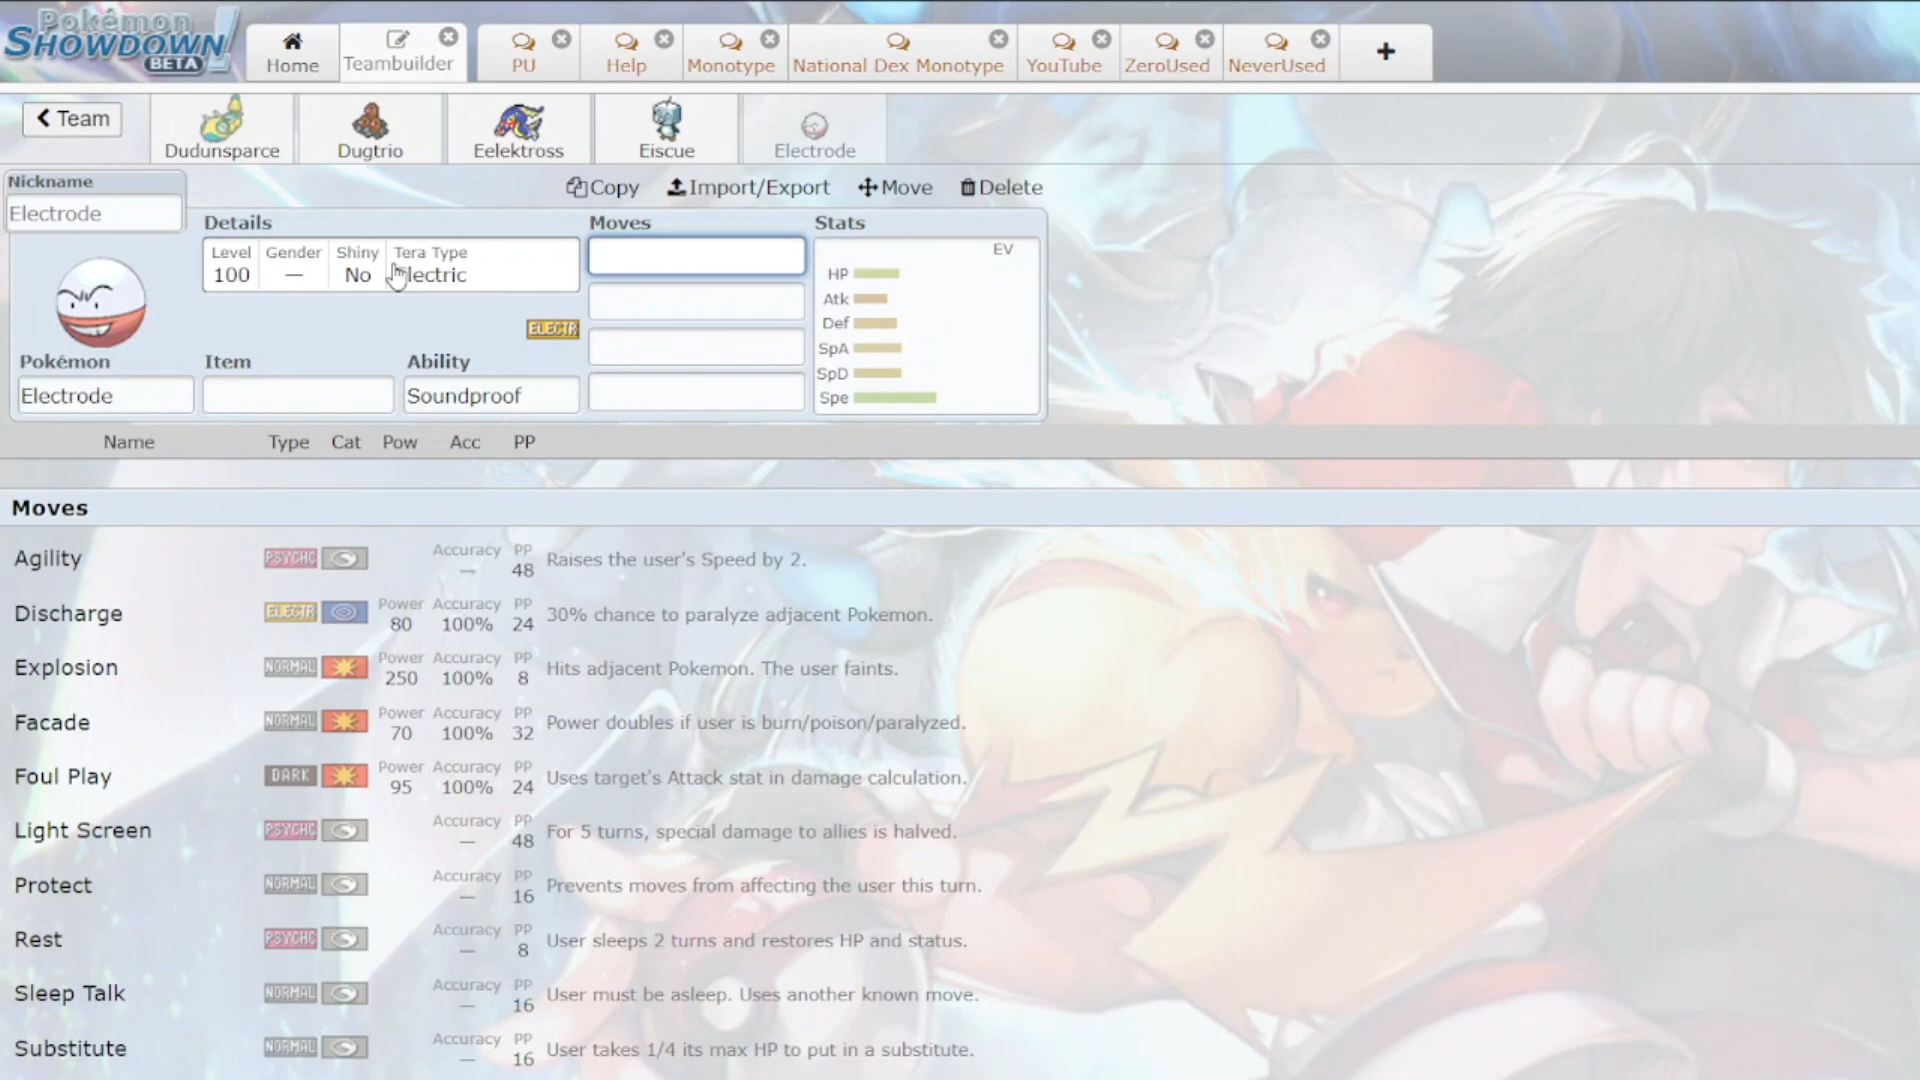 Pokémon
SHOWDOWN!
BETA
Home
Teambuilder
PU
Help
Monotype
National Dex Monotype
YouTube
ZeroUsed
NeverUsed
+
Team
Dudunsparce
Dugtrio
Eelektross
Eiscue
Electrode
Nickname
Electrode
Copy
Import/Export
Move
Delete
Details
Moves
Stats
Level Gender Shiny Tera Type
100 — No lectric
EV
HP
Atk
Def
SpA
SpD
Spe
ELECTR
Pokémon Item Ability
Electrode
Soundproof
Name Type Cat Pow Acc PP
Moves
Agility PSYCHC Accuracy — PP 48 Raises the user's Speed by 2.
Discharge ELECTR Power 80 Accuracy 100% PP 24 30% chance to paralyze adjacent Pokemon.
Explosion NORMAL Power 250 Accuracy 100% PP 8 Hits adjacent Pokemon. The user faints.
Facade NORMAL Power 70 Accuracy 100% PP 32 Power doubles if user is burn/poison/paralyzed.
Foul Play DARK Power 95 Accuracy 100% PP 24 Uses target's Attack stat in damage calculation.
Light Screen PSYCHC Accuracy — PP 48 For 5 turns, special damage to allies is halved.
Protect NORMAL Accuracy — PP 16 Prevents moves from affecting the user this turn.
Rest PSYCHC Accuracy — PP 8 User sleeps 2 turns and restores HP and status.
Sleep Talk NORMAL Accuracy — PP 16 User must be asleep. Uses another known move.
Substitute NORMAL Accuracy — PP 16 User takes 1/4 its max HP to put in a substitute.